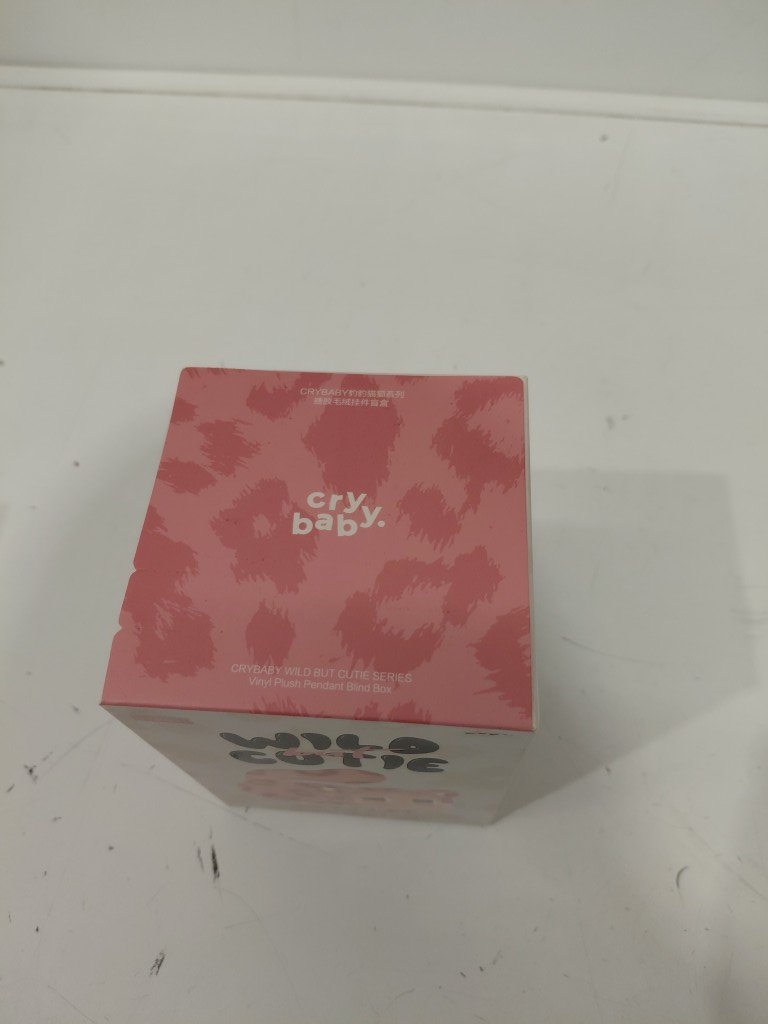 CRYBABY豹豹猫猫系列
搪胶毛绒挂件盲盒
cry
baby.
CRYBABY WILD BUT CUTIE SERIES
Vinyl Plush Pendant Blind Box
WILD
but
CUTIE